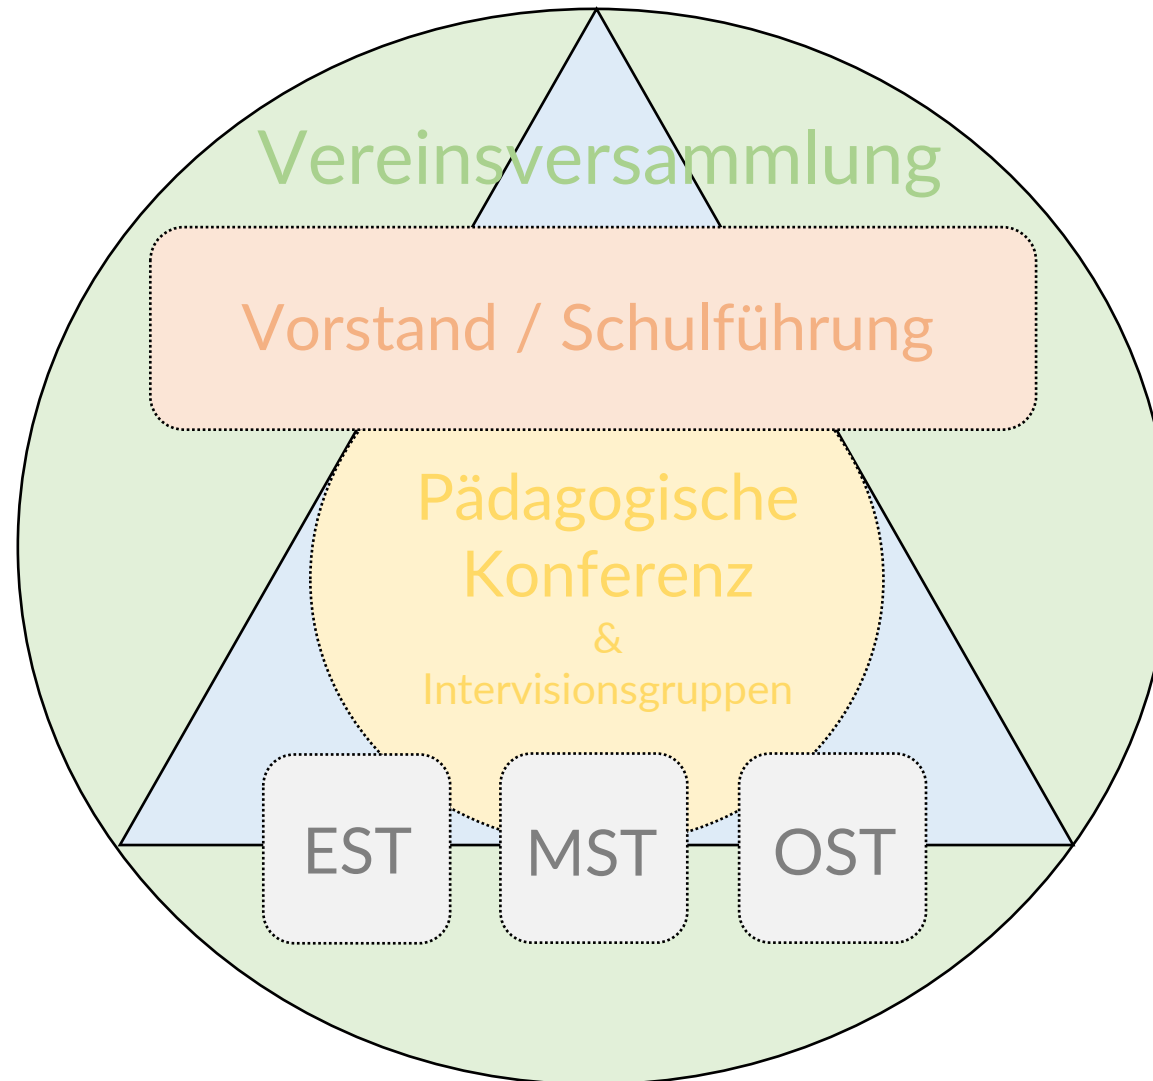 Vereinsversammlung
Vorstand / Schulführung
Pädagogische
Konferenz
&
Intervisionsgruppen
EST MST OST